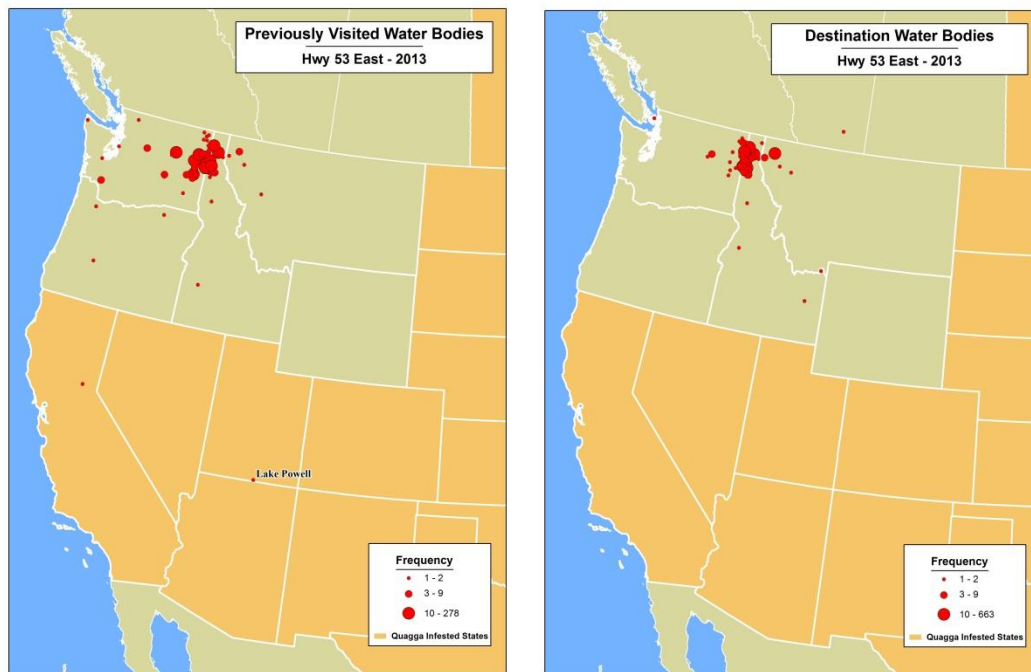 Previously Visited Water Bodies
Hwy 53 East - 2013
Lake Powell
Frequency
1 - 2
3 - 9
10 - 278
Quagga Infested States
Destination Water Bodies
Hwy 53 East - 2013
Frequency
1 - 2
3 - 9
10 - 663
Quagga Infested States